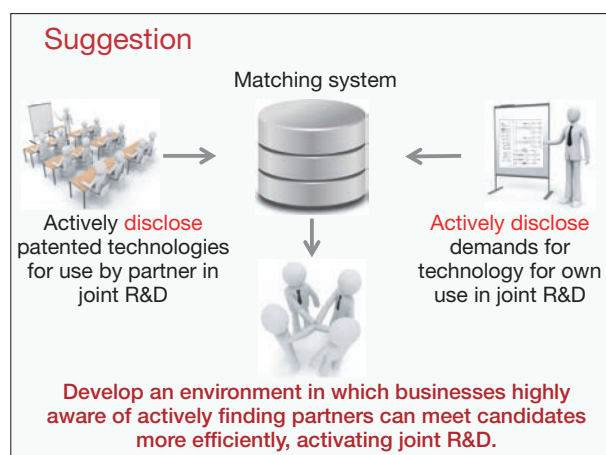 Suggestion
Matching system
Actively disclose
patented technologies
for use by partner in
joint R&D
Actively disclose
demands for
technology for own
use in joint R&D
Develop an environment in which businesses highly
aware of actively finding partners can meet candidates
more efficiently, activating joint R&D.